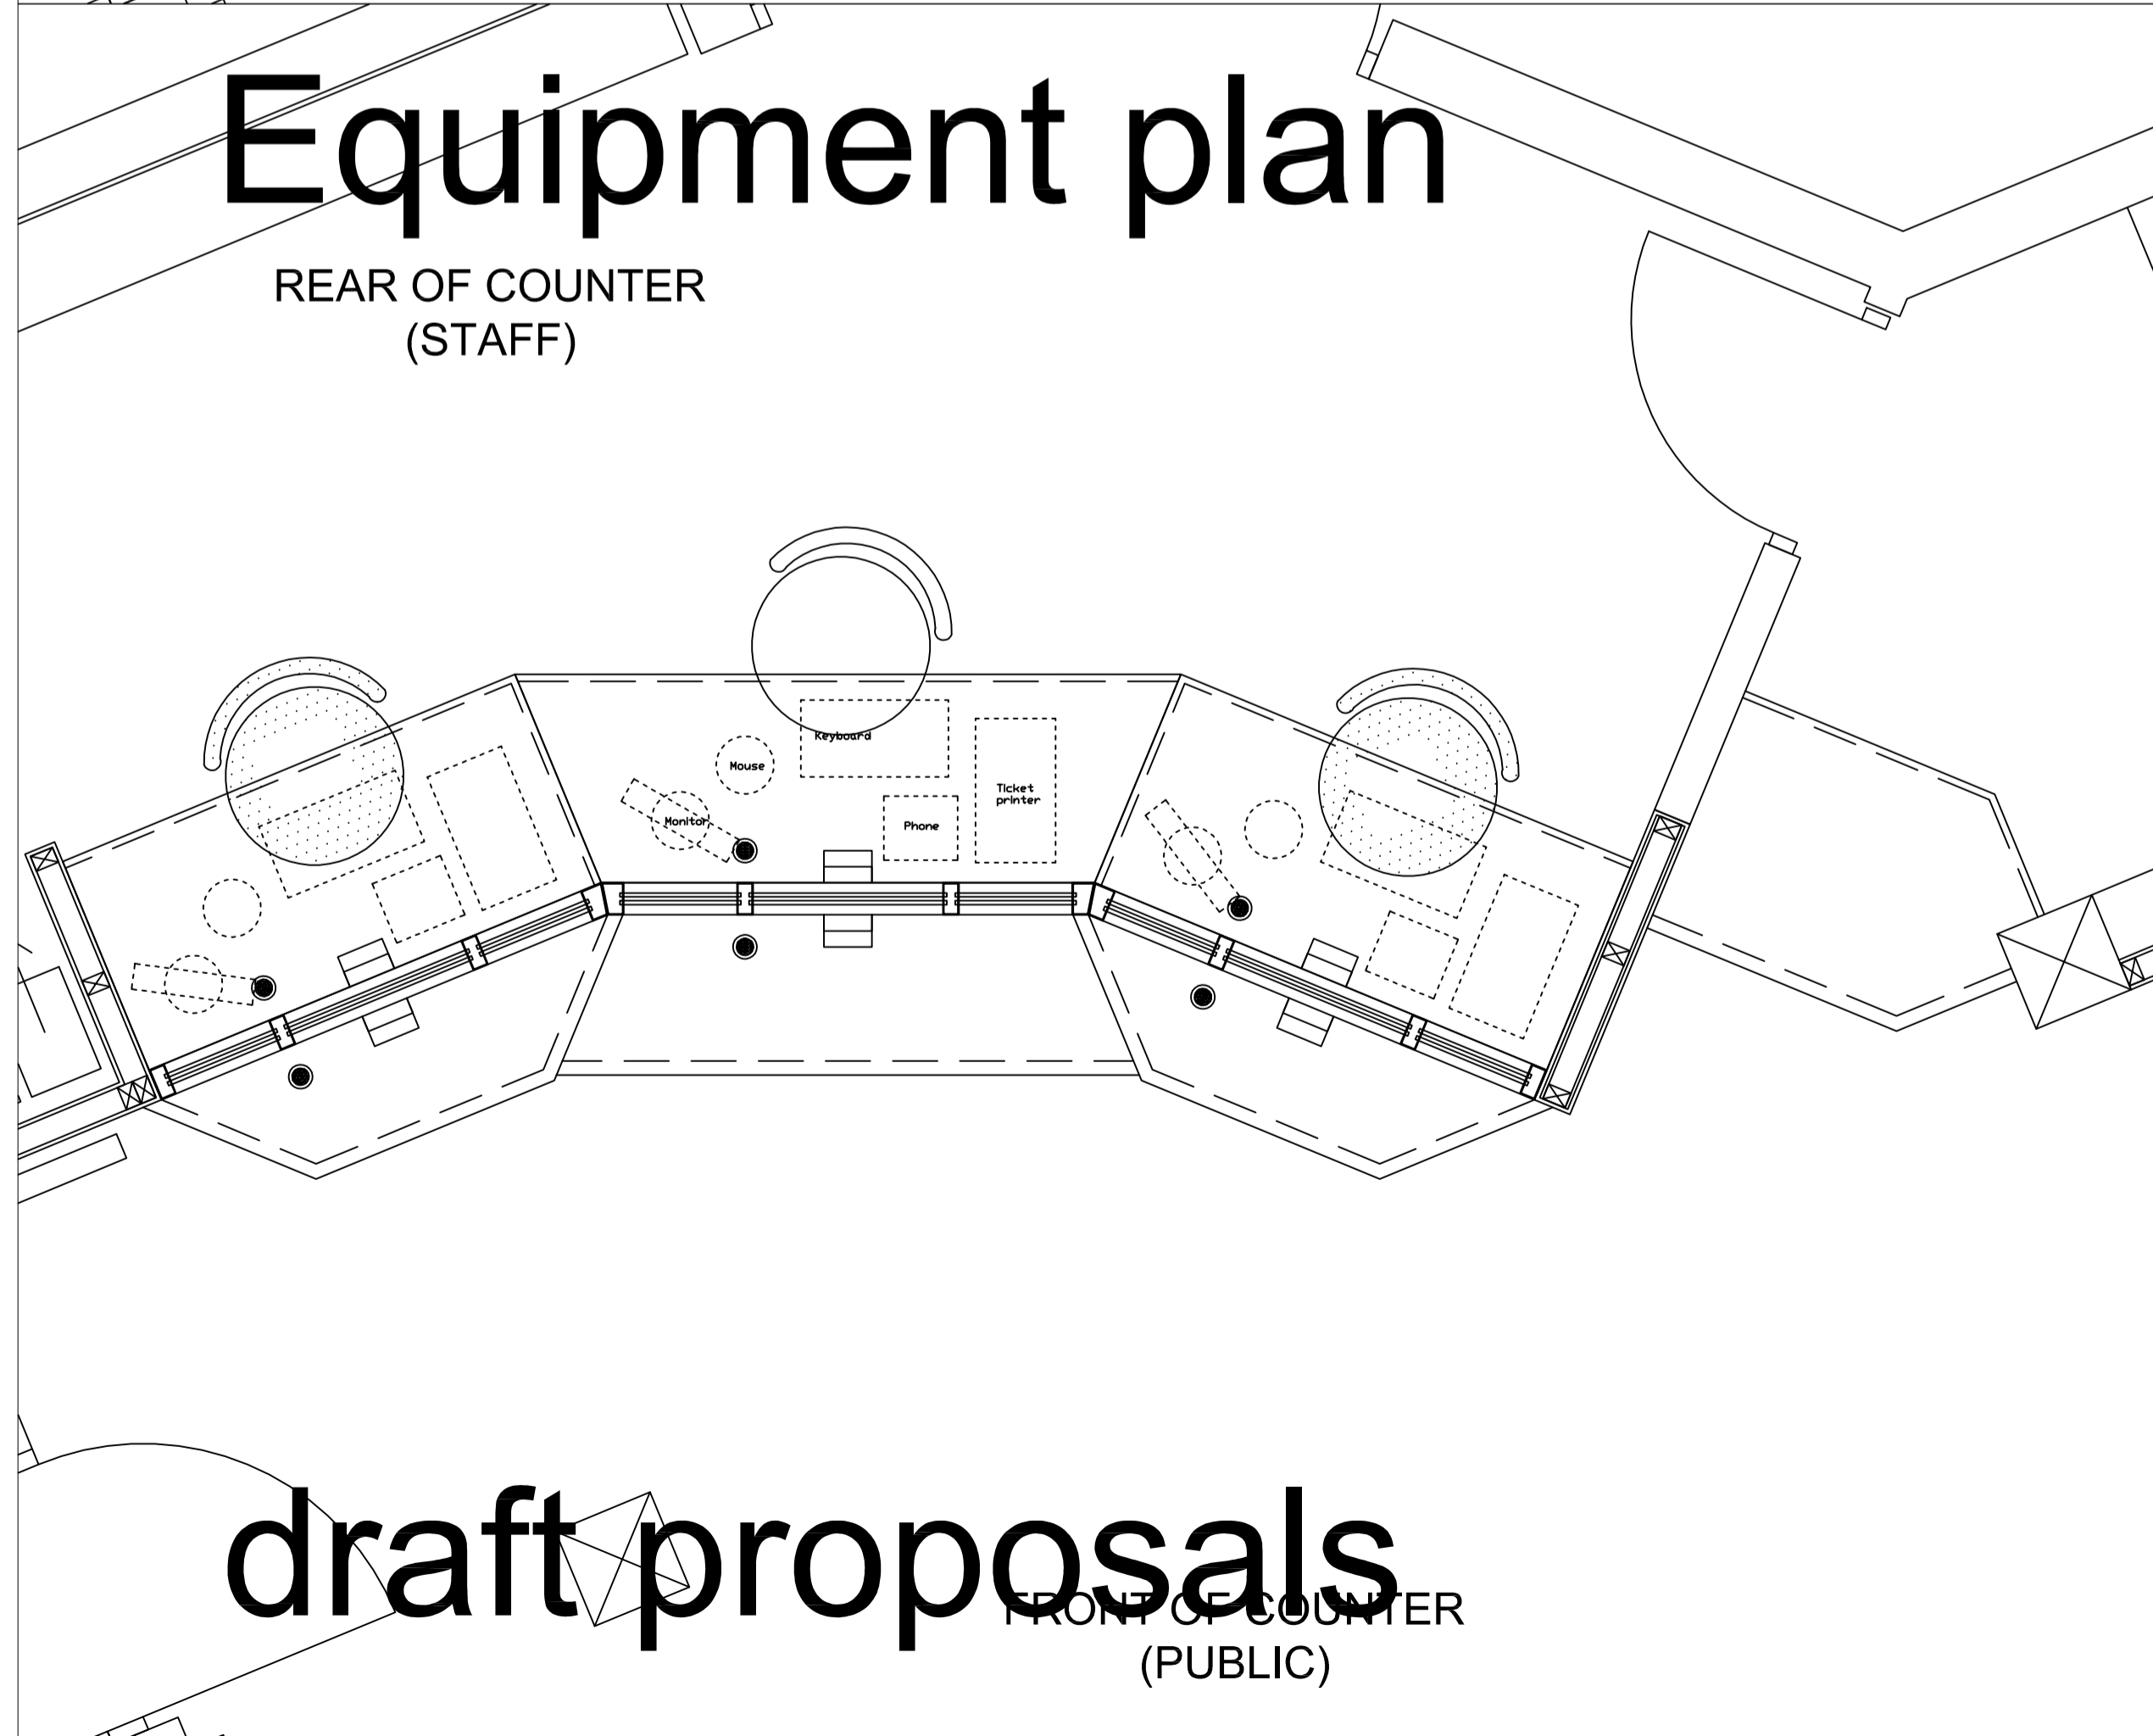 Equipment plan
REAR OF COUNTER
(STAFF)
Keyboard
Mouse
Ticket
printer
Monitor
Phone
draft proposals
FRONT OF COUNTER
(PUBLIC)